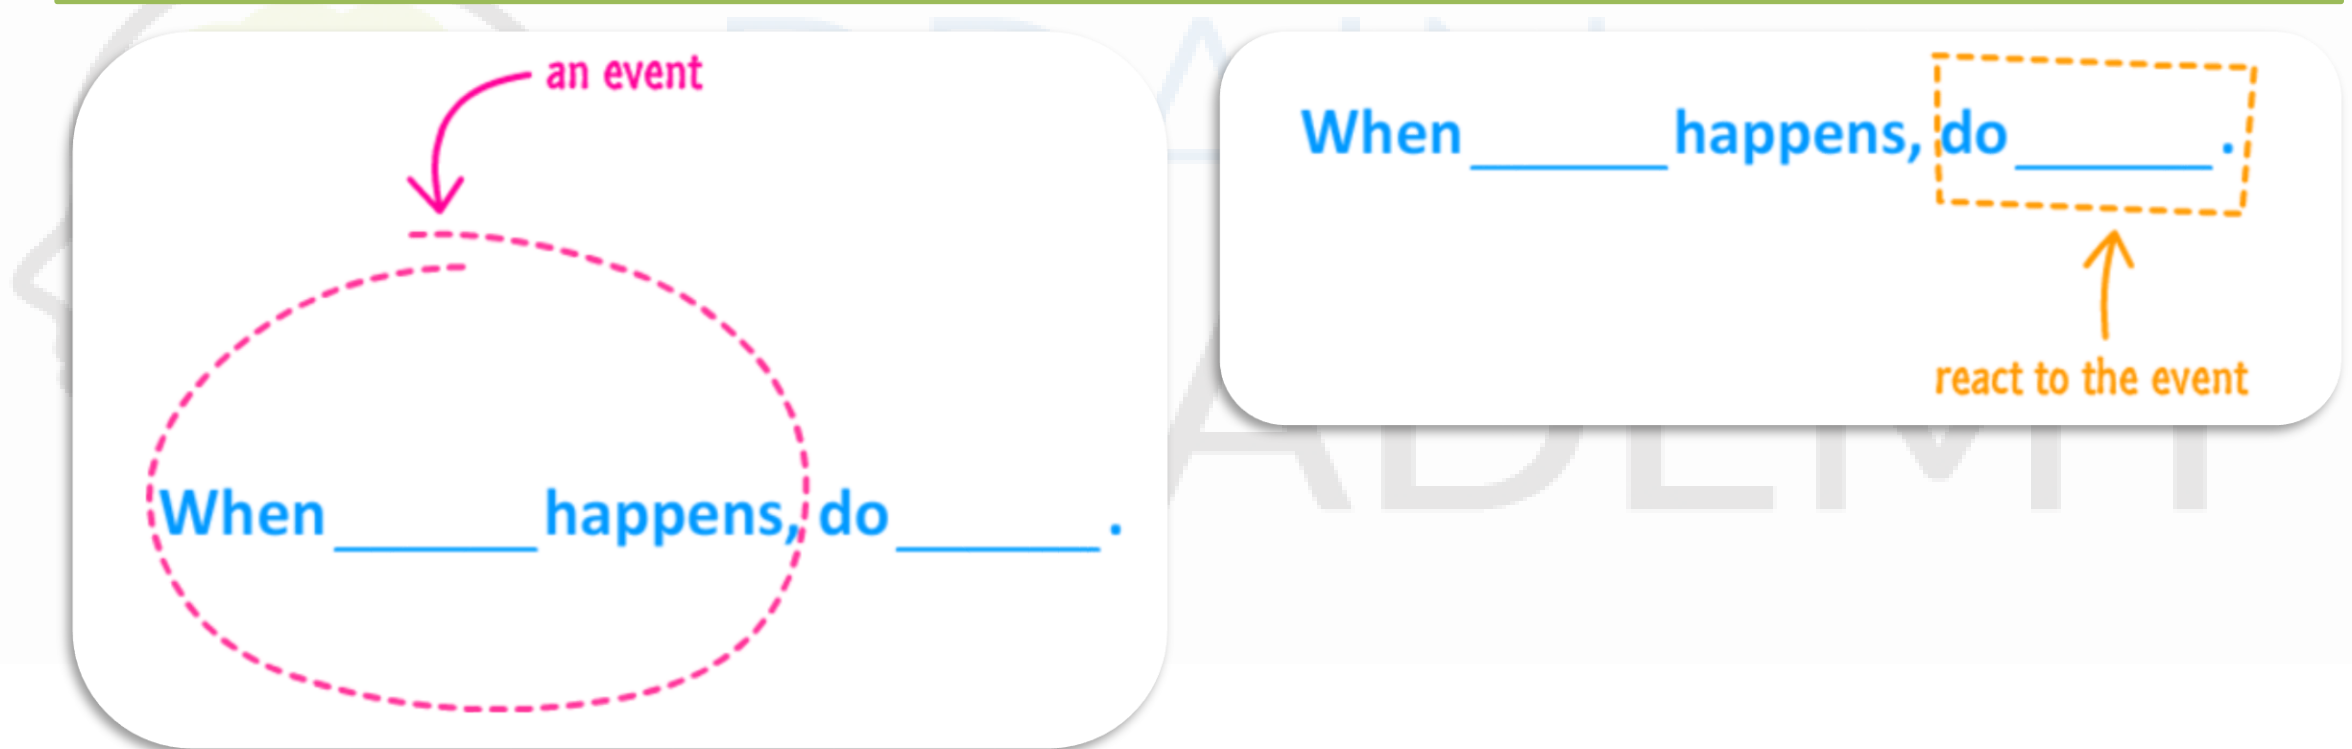 an event
When ______ happens, do ______ .
When ______ happens, do ______ .
react to the event